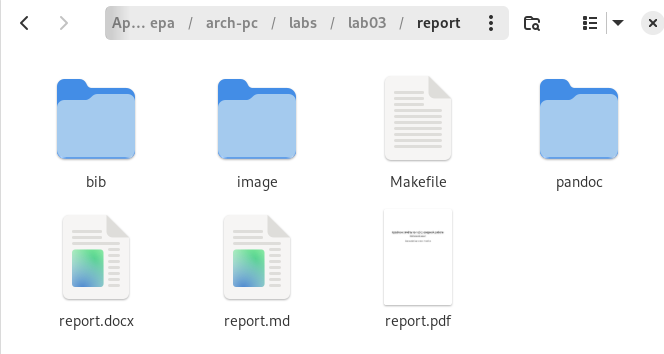 Ap… epa / arch-pc / labs / lab03 / report
bib
image
Makefile
pandoc
report.docx
report.md
report.pdf